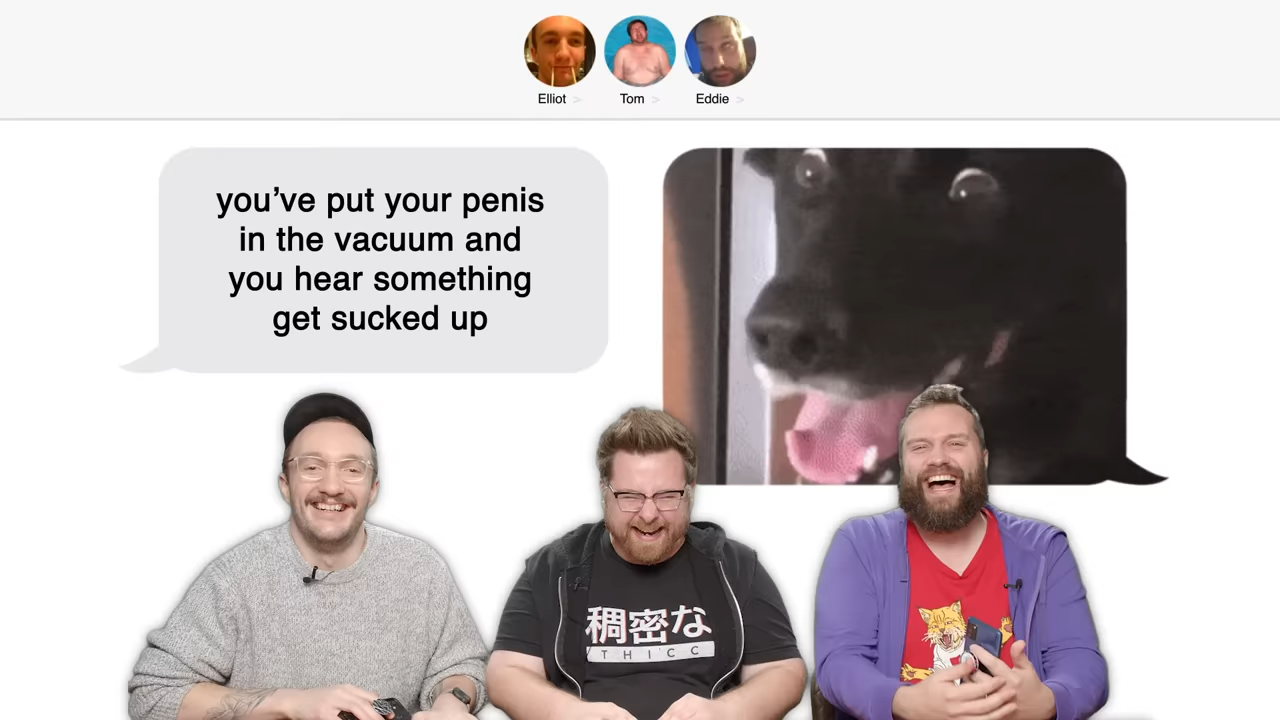 Elliot >
Tom >
Eddie >
you’ve put your penis
in the vacuum and
you hear something
get sucked up
稠密な
THICC